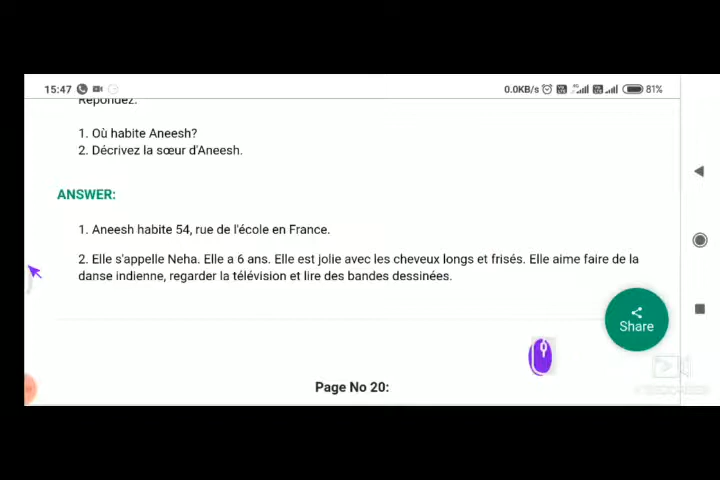 15:47
0.0KB/s
81%
Répondez:
1. Où habite Aneesh?
2. Décrivez la sœur d'Aneesh.
ANSWER:
1. Aneesh habite 54, rue de l'école en France.
2. Elle s'appelle Neha. Elle a 6 ans. Elle est jolie avec les cheveux longs et frisés. Elle aime faire de la
danse indienne, regarder la télévision et lire des bandes dessinées.
Share
Page No 20: